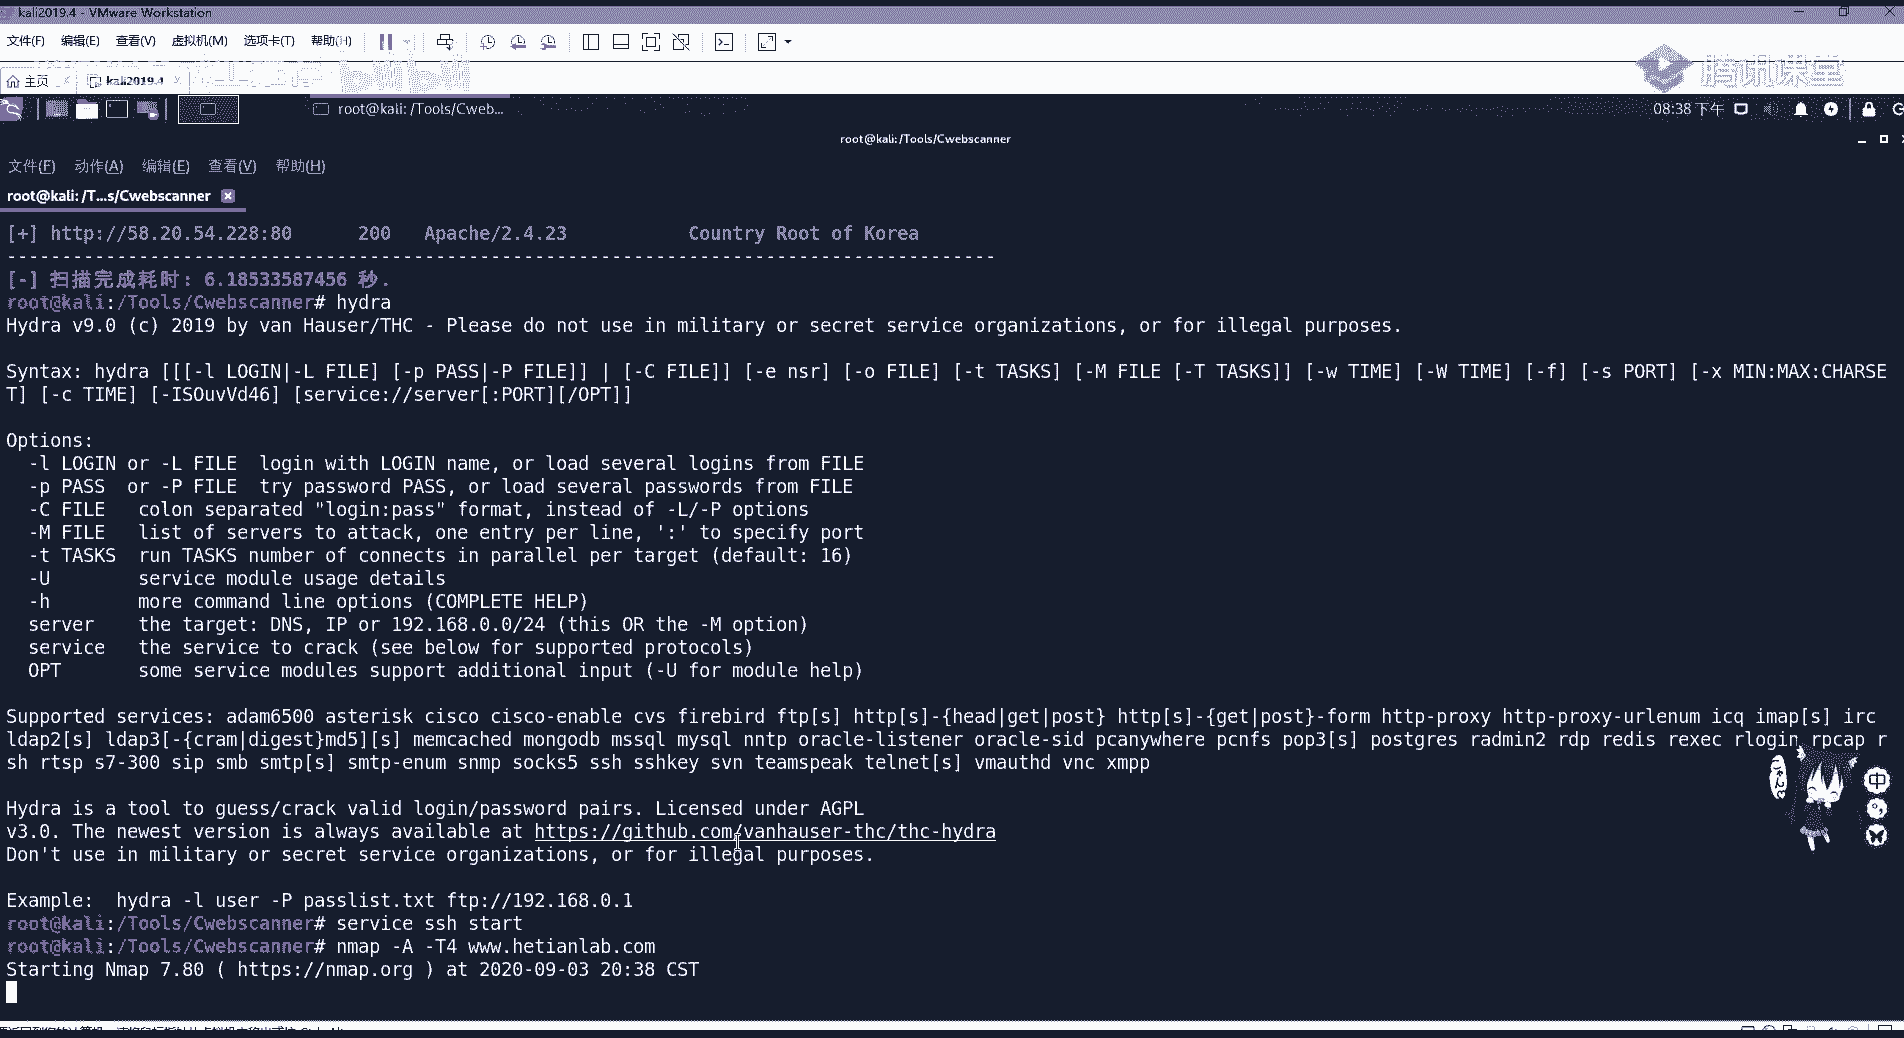 kali2019.4 - VMware Workstation
文件(F) 编辑(E) 查看(V) 虚拟机(M) 选项卡(T) 帮助(H)
主页 kali2019.4
腾讯课堂
root@kali: /Tools/Cweb... 08:38 下午
root@kali:/Tools/Cwebscanner
文件(F) 动作(A) 编辑(E) 查看(V) 帮助(H)
root@kali: /T...s/Cwebscanner
[+] http://58.20.54.228:80 200 Apache/2.4.23 Country Root of Korea
------------------------------------------------------------------------------------------
[-] 扫描完成耗时: 6.18533587456 秒.
root@kali:/Tools/Cwebscanner# hydra
Hydra v9.0 (c) 2019 by van Hauser/THC - Please do not use in military or secret service organizations, or for illegal purposes.
Syntax: hydra [[[-l LOGIN|-L FILE] [-p PASS|-P FILE]] | [-C FILE]] [-e nsr] [-o FILE] [-t TASKS] [-M FILE [-T TASKS]] [-w TIME] [-W TIME] [-f] [-s PORT] [-x MIN:MAX:CHARSE
T] [-c TIME] [-ISOuvVd46] [service://server[:PORT][/OPT]]
Options:
-l LOGIN or -L FILE login with LOGIN name, or load several logins from FILE
-p PASS or -P FILE try password PASS, or load several passwords from FILE
-C FILE colon separated "login:pass" format, instead of -L/-P options
-M FILE list of servers to attack, one entry per line, ':' to specify port
-t TASKS run TASKS number of connects in parallel per target (default: 16)
-U service module usage details
-h more command line options (COMPLETE HELP)
server the target: DNS, IP or 192.168.0.0/24 (this OR the -M option)
service the service to crack (see below for supported protocols)
OPT some service modules support additional input (-U for module help)
Supported services: adam6500 asterisk cisco cisco-enable cvs firebird ftp[s] http[s]-{head|get|post} http[s]-{get|post}-form http-proxy http-proxy-urlenum icq imap[s] irc
ldap2[s] ldap3[-{cram|digest}md5][s] memcached mongodb mssql mysql nntp oracle-listener oracle-sid pcanywhere pcnfs pop3[s] postgres radmin2 rdp redis rexec rlogin rpcap r
sh rtsp s7-300 sip smb smtp[s] smtp-enum snmp socks5 ssh sshkey svn teamspeak telnet[s] vmauthd vnc xmpp
Hydra is a tool to guess/crack valid login/password pairs. Licensed under AGPL
v3.0. The newest version is always available at https://github.com/vanhauser-thc/thc-hydra
Don't use in military or secret service organizations, or for illegal purposes.
中
Example: hydra -l user -P passlist.txt ftp://192.168.0.1
root@kali:/Tools/Cwebscanner# service ssh start
root@kali:/Tools/Cwebscanner# nmap -A -T4 www.hetianlab.com
Starting Nmap 7.80 ( https://nmap.org ) at 2020-09-03 20:38 CST